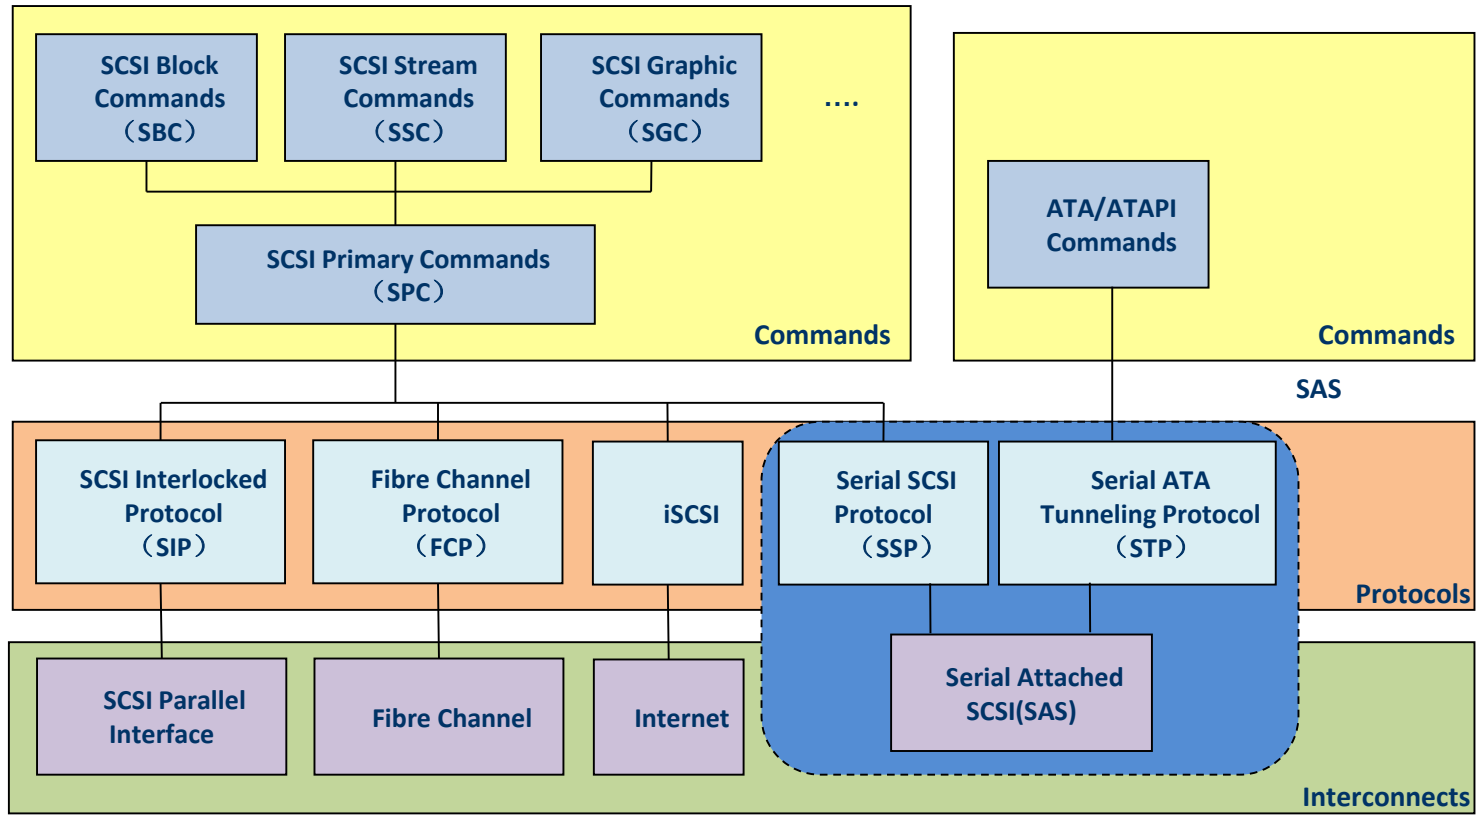 SCSI Block
Commands
（SBC）
SCSI Stream
Commands
（SSC）
SCSI Graphic
Commands
（SGC）
....
SCSI Primary Commands
（SPC）
Commands
ATA/ATAPI
Commands
Commands
SAS
SCSI Interlocked
Protocol
（SIP）
Fibre Channel
Protocol
（FCP）
iSCSI
Serial SCSI
Protocol
（SSP）
Serial ATA
Tunneling Protocol
（STP）
Protocols
SCSI Parallel
Interface
Fibre Channel
Internet
Serial Attached
SCSI(SAS)
Interconnects